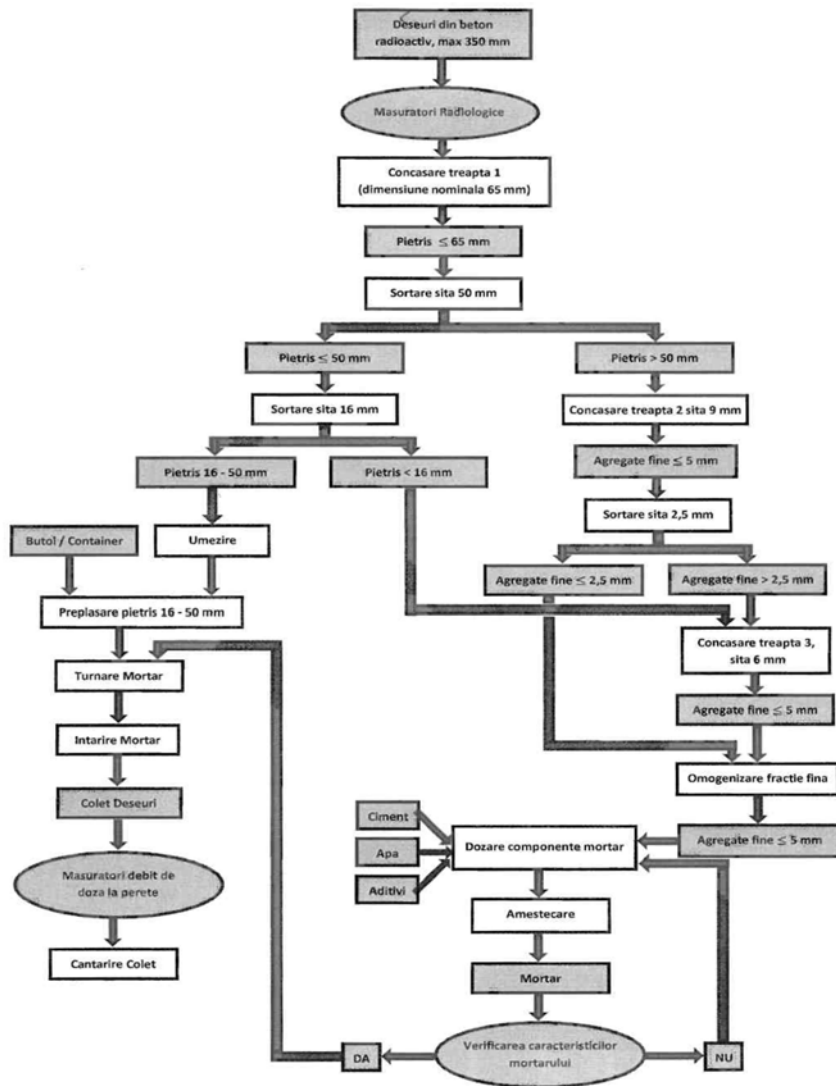 Deseuri din beton
radioactiv, max 350 mm
Masuratori Radiologice
Concasare treapta 1
(dimensiune nominala 65 mm)
Pietris ≤ 65 mm
Sortare sita 50 mm
Pietris ≤ 50 mm
Pietris > 50 mm
Sortare sita 16 mm
Concasare treapta 2 sita 9 mm
Pietris 16 - 50 mm
Pietris < 16 mm
Agregate fine ≤ 5 mm
Sortare sita 2,5 mm
Butol / Container
Umezire
Agregate fine ≤ 2,5 mm
Agregate fine > 2,5 mm
Preplasare pietris 16 - 50 mm
Concasare treapta 3,
sita 6 mm
Turnare Mortar
Agregate fine ≤ 5 mm
Intarire Mortar
Omogenizare fractie fina
Colet Deseuri
Ciment
Dozare componente mortar
Agregate fine ≤ 5 mm
Apa
Aditivi
Masuratori debit de
doza la perete
Amestecare
Cantarire Colet
Mortar
Verificarea caracteristicilor
mortarului
DA
NU